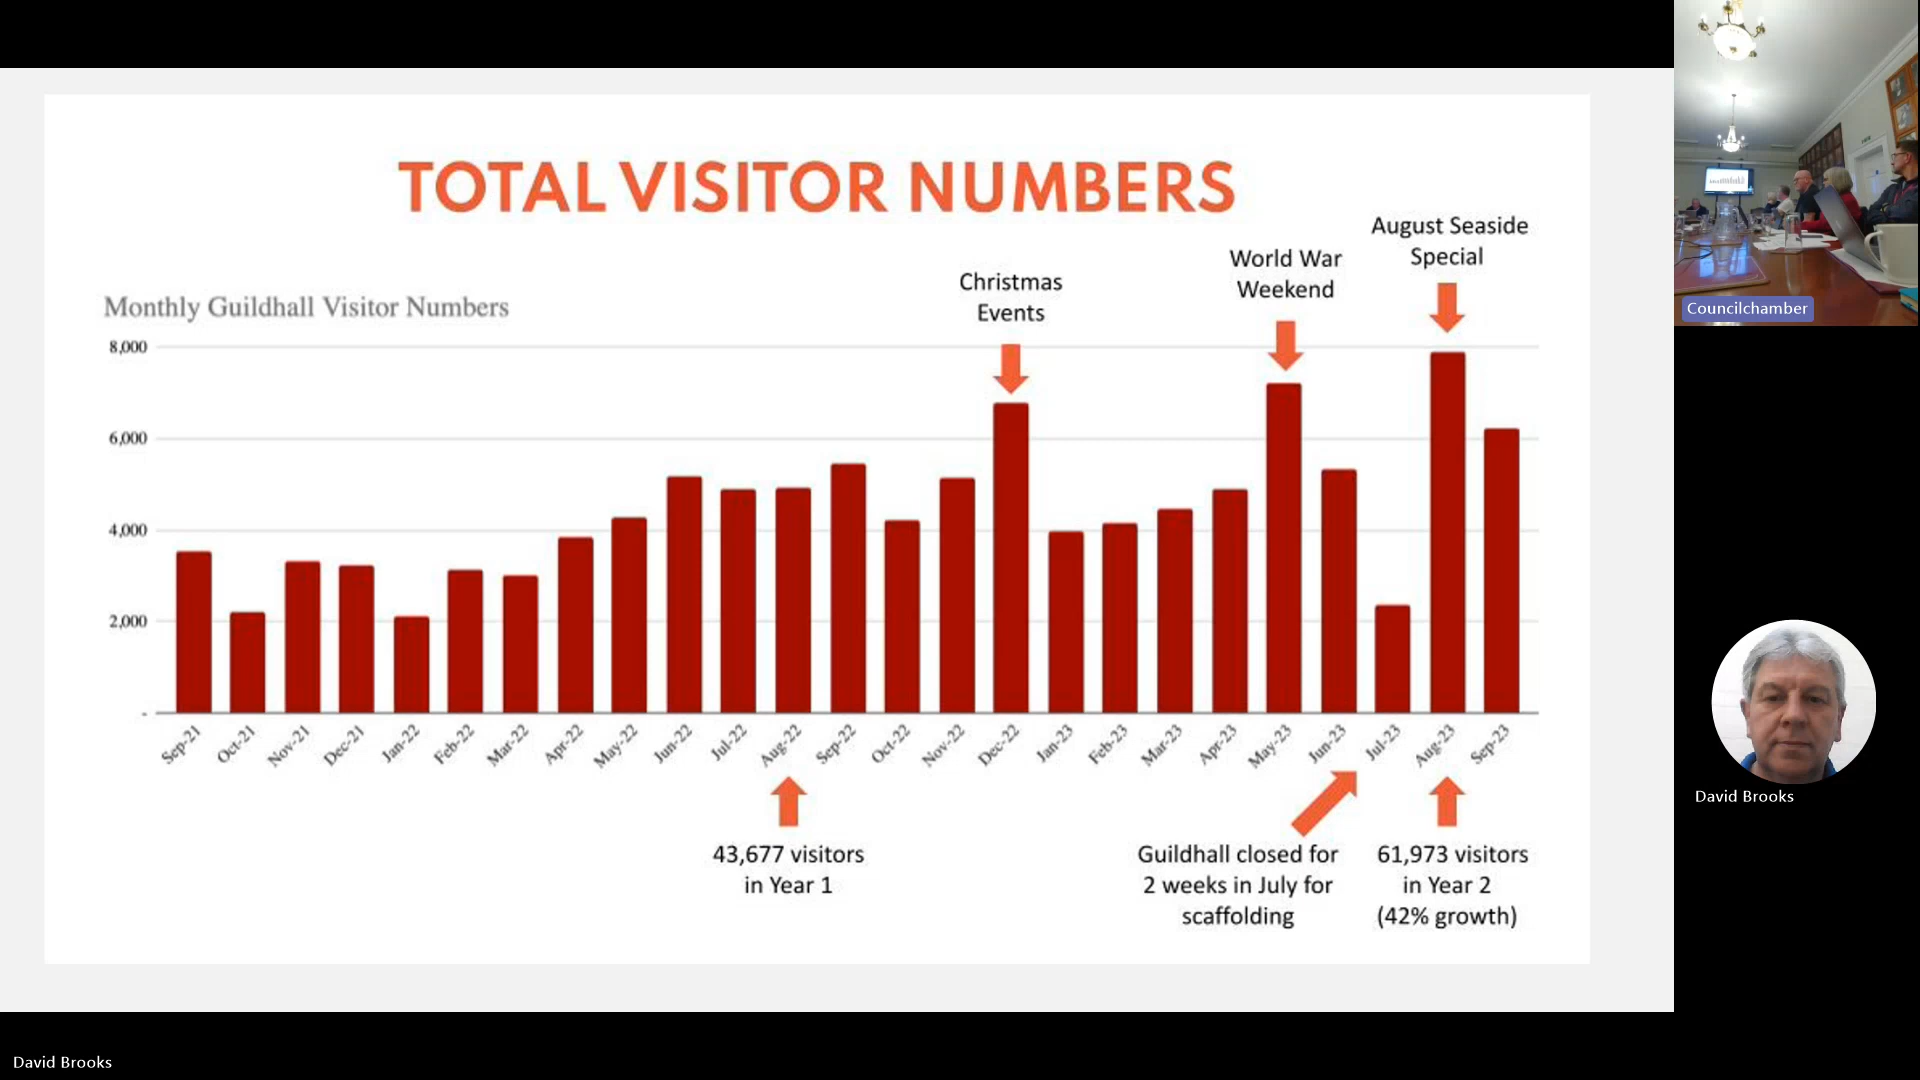 TOTAL VISITOR NUMBERS
August Seaside
Special
World War
Weekend
Christmas
Events
Monthly Guildhall Visitor Numbers
8,000
6,000
4,000
2,000
-
Sep-21
Oct-21
Nov-21
Dec-21
Jan-22
Feb-22
Mar-22
Apr-22
May-22
Jun-22
Jul-22
Aug-22
Sep-22
Oct-22
Nov-22
Dec-22
Jan-23
Feb-23
Mar-23
Apr-23
May-23
Jun-23
Jul-23
Aug-23
Sep-23
43,677 visitors
in Year 1
Guildhall closed for
2 weeks in July for
scaffolding
61,973 visitors
in Year 2
(42% growth)
Councilchamber
David Brooks
David Brooks